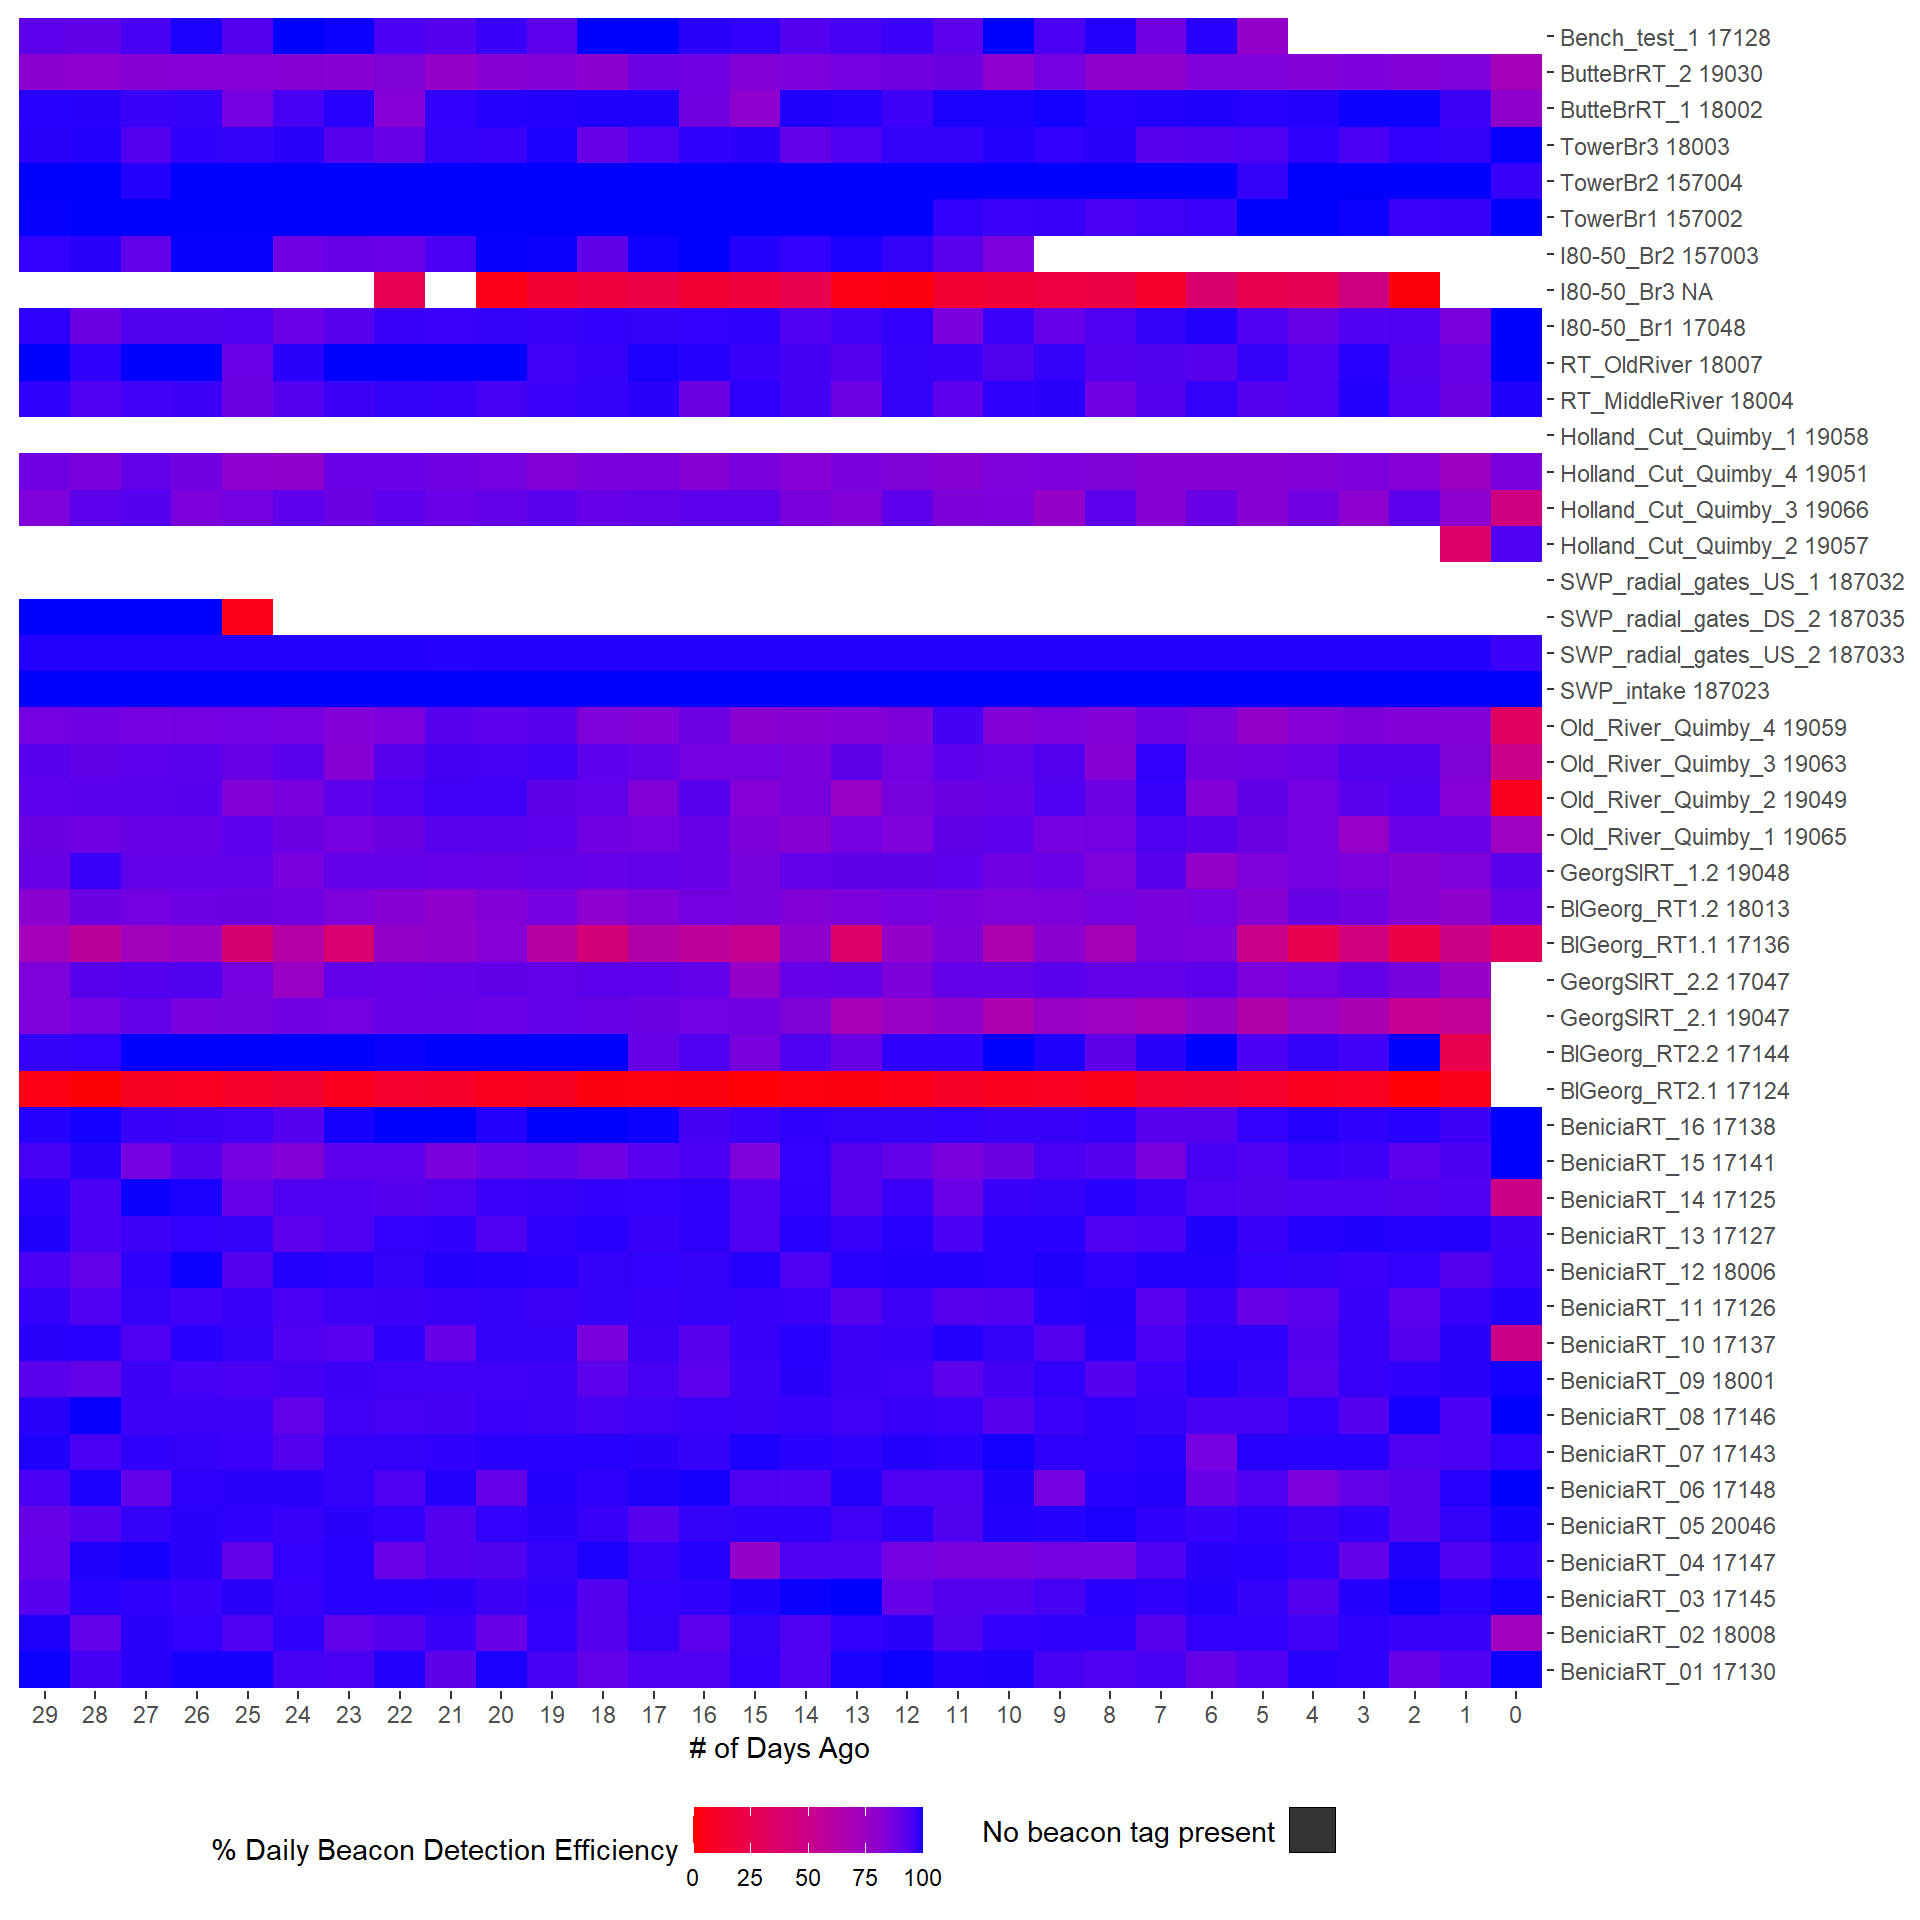 Bench_test_1 17128
ButteBrRT_2 19030
ButteBrRT_1 18002
TowerBr3 18003
TowerBr2 157004
TowerBr1 157002
I80-50_Br2 157003
I80-50_Br3 NA
I80-50_Br1 17048
RT_OldRiver 18007
RT_MiddleRiver 18004
Holland_Cut_Quimby_1 19058
Holland_Cut_Quimby_4 19051
Holland_Cut_Quimby_3 19066
Holland_Cut_Quimby_2 19057
SWP_radial_gates_US_1 187032
SWP_radial_gates_DS_2 187035
SWP_radial_gates_US_2 187033
SWP_intake 187023
Old_River_Quimby_4 19059
Old_River_Quimby_3 19063
Old_River_Quimby_2 19049
Old_River_Quimby_1 19065
GeorgSlRT_1.2 19048
BlGeorg_RT1.2 18013
BlGeorg_RT1.1 17136
GeorgSlRT_2.2 17047
GeorgSlRT_2.1 19047
BlGeorg_RT2.2 17144
BlGeorg_RT2.1 17124
BeniciaRT_16 17138
BeniciaRT_15 17141
BeniciaRT_14 17125
BeniciaRT_13 17127
BeniciaRT_12 18006
BeniciaRT_11 17126
BeniciaRT_10 17137
BeniciaRT_09 18001
BeniciaRT_08 17146
BeniciaRT_07 17143
BeniciaRT_06 17148
BeniciaRT_05 20046
BeniciaRT_04 17147
BeniciaRT_03 17145
BeniciaRT_02 18008
BeniciaRT_01 17130
29 28 27 26 25 24 23 22 21 20 19 18 17 16 15 14 13 12 11 10 9 8 7 6 5 4 3 2 1 0
# of Days Ago
% Daily Beacon Detection Efficiency
0 25 50 75 100
No beacon tag present